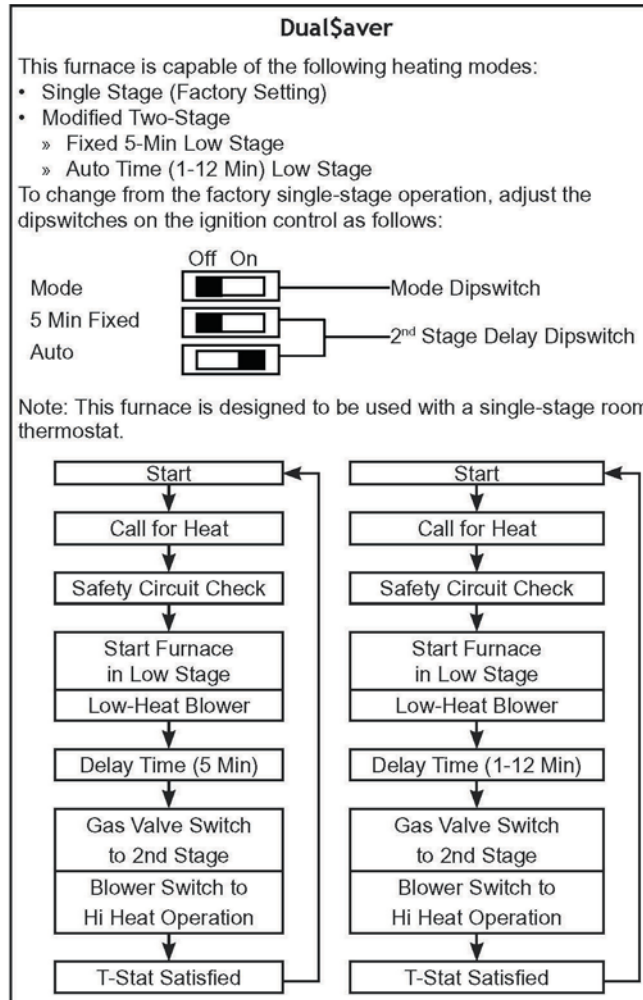 Dual$aver
This furnace is capable of the following heating modes:
• Single Stage (Factory Setting)
• Modified Two-Stage
» Fixed 5-Min Low Stage
» Auto Time (1-12 Min) Low Stage
To change from the factory single-stage operation, adjust the
dipswitches on the ignition control as follows:
Off On
Mode
Mode Dipswitch
5 Min Fixed
2nd Stage Delay Dipswitch
Auto
Note: This furnace is designed to be used with a single-stage room
thermostat.
Start
Call for Heat
Safety Circuit Check
Start Furnace
in Low Stage
Low-Heat Blower
Delay Time (5 Min)
Gas Valve Switch
to 2nd Stage
Blower Switch to
Hi Heat Operation
T-Stat Satisfied
Start
Call for Heat
Safety Circuit Check
Start Furnace
in Low Stage
Low-Heat Blower
Delay Time (1-12 Min)
Gas Valve Switch
to 2nd Stage
Blower Switch to
Hi Heat Operation
T-Stat Satisfied